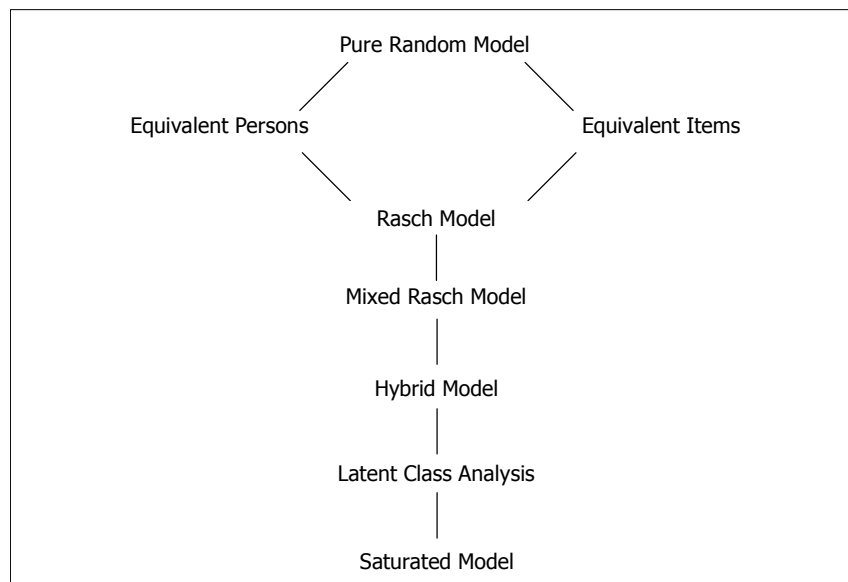 Pure Random Model
Equivalent Persons
Equivalent Items
Rasch Model
Mixed Rasch Model
Hybrid Model
Latent Class Analysis
Saturated Model